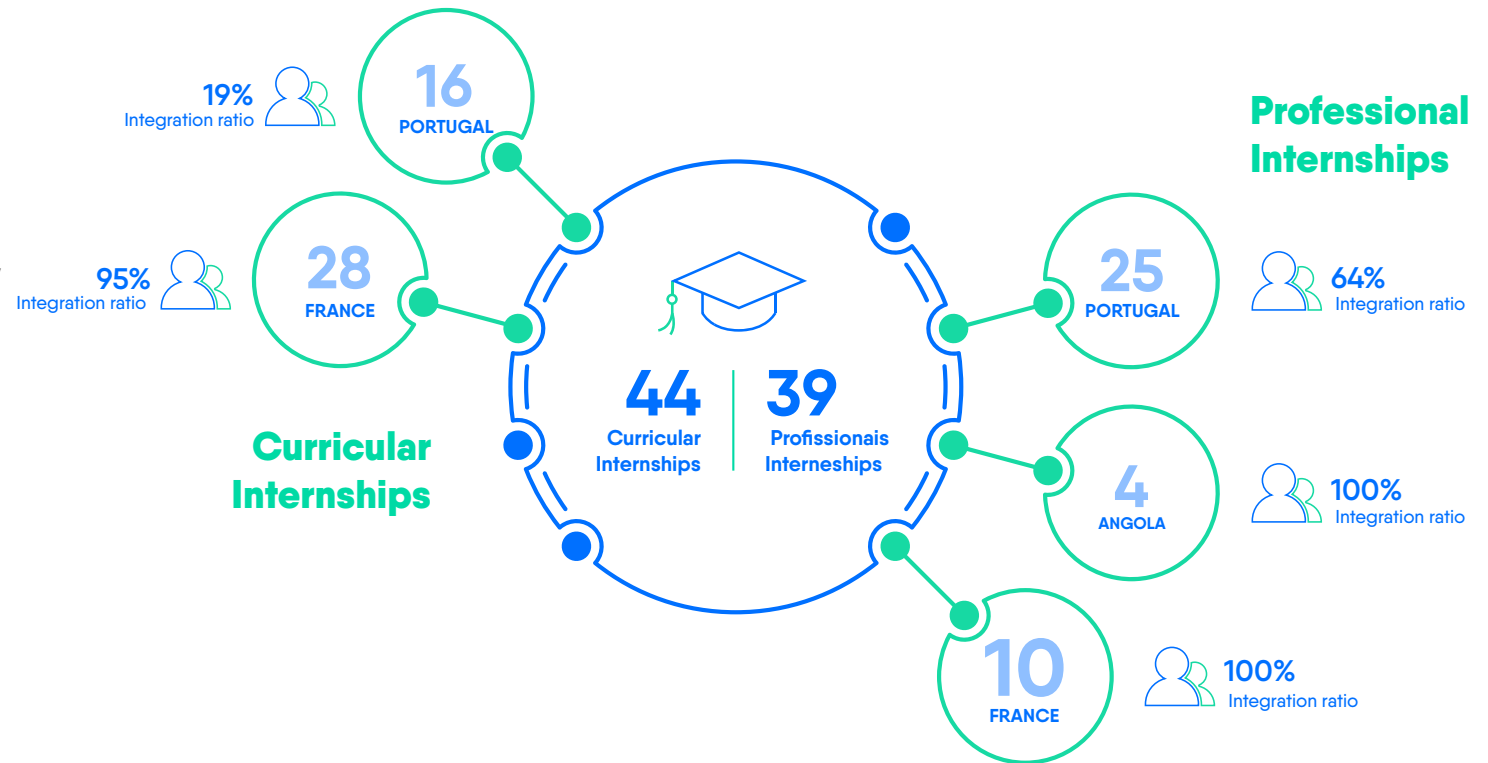 16
PORTUGAL
19%
Integration ratio
28
FRANCE
95%
Integration ratio
Curricular
Internships
44
Curricular
Internships
39
Profissionais
Interneships
Professional
Internships
25
PORTUGAL
64%
Integration ratio
4
ANGOLA
100%
Integration ratio
10
FRANCE
100%
Integration ratio